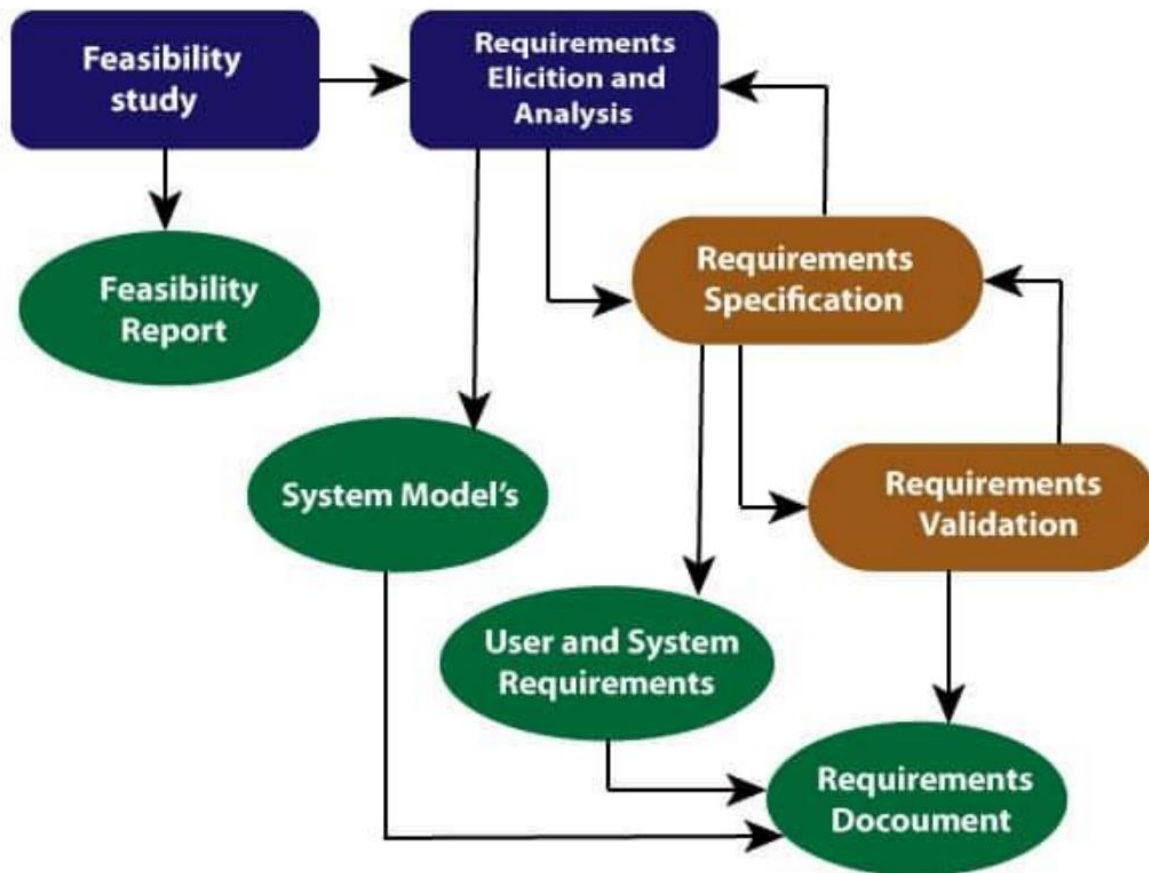 Feasibility
study
Requirements
Elicition and
Analysis
Feasibility
Report
Requirements
Specification
System Model's
Requirements
Validation
User and System
Requirements
Requirements
Docoument